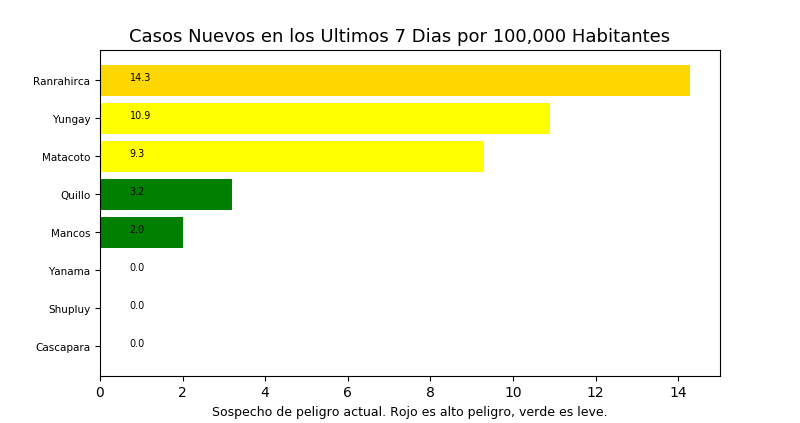 Casos Nuevos en los Ultimos 7 Dias por 100,000 Habitantes
Ranrahirca 14.3
Yungay 10.9
Matacoto 9.3
Quillo 3.2
Mancos 2.0
Yanama 0.0
Shupluy 0.0
Cascapara 0.0
0 2 4 6 8 10 12 14
Sospecho de peligro actual. Rojo es alto peligro, verde es leve.